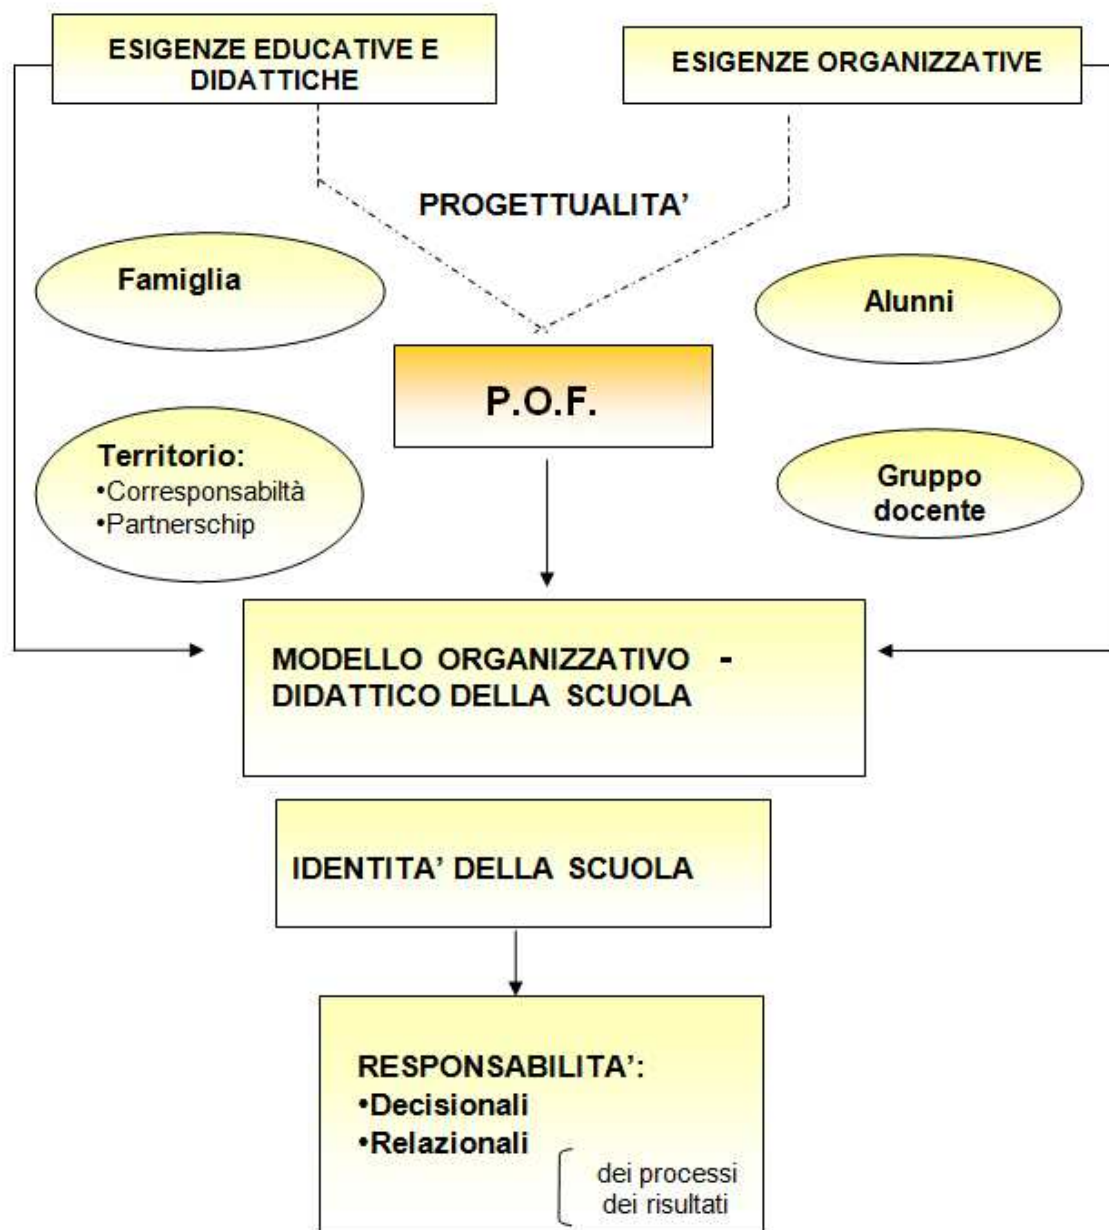 ESIGENZE EDUCATIVE E
DIDATTICHE
ESIGENZE ORGANIZZATIVE
PROGETTUALITA’
Famiglia
Alunni
P.O.F.
Territorio:
•Corresponsabiltà
•Partnerschip
Gruppo
docente
MODELLO ORGANIZZATIVO -
DIDATTICO DELLA SCUOLA
IDENTITA’ DELLA SCUOLA
RESPONSABILITA’:
•Decisionali
•Relazionali
dei processi
dei risultati